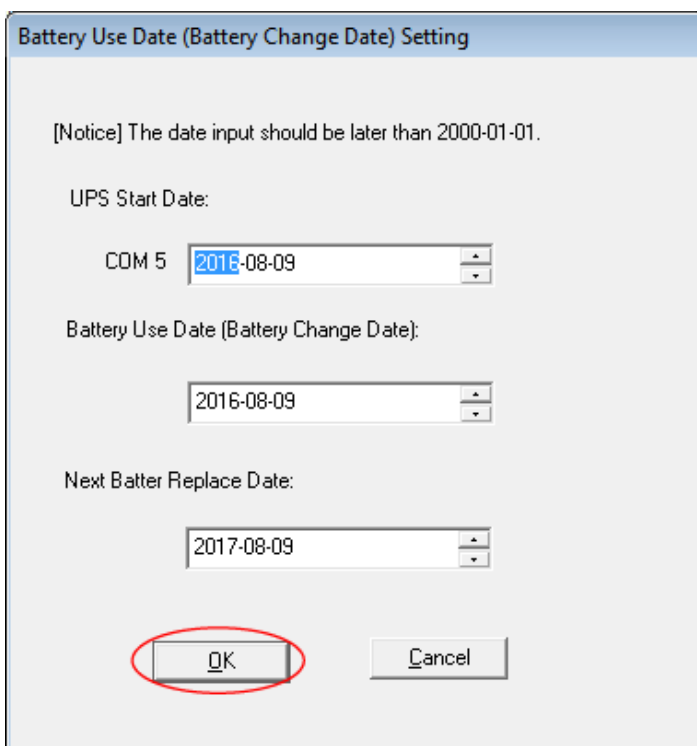 Battery Use Date (Battery Change Date) Setting
[Notice] The date input should be later than 2000-01-01.
UPS Start Date:
COM 5 2016-08-09
Battery Use Date (Battery Change Date):
2016-08-09
Next Batter Replace Date:
2017-08-09
OK Cancel